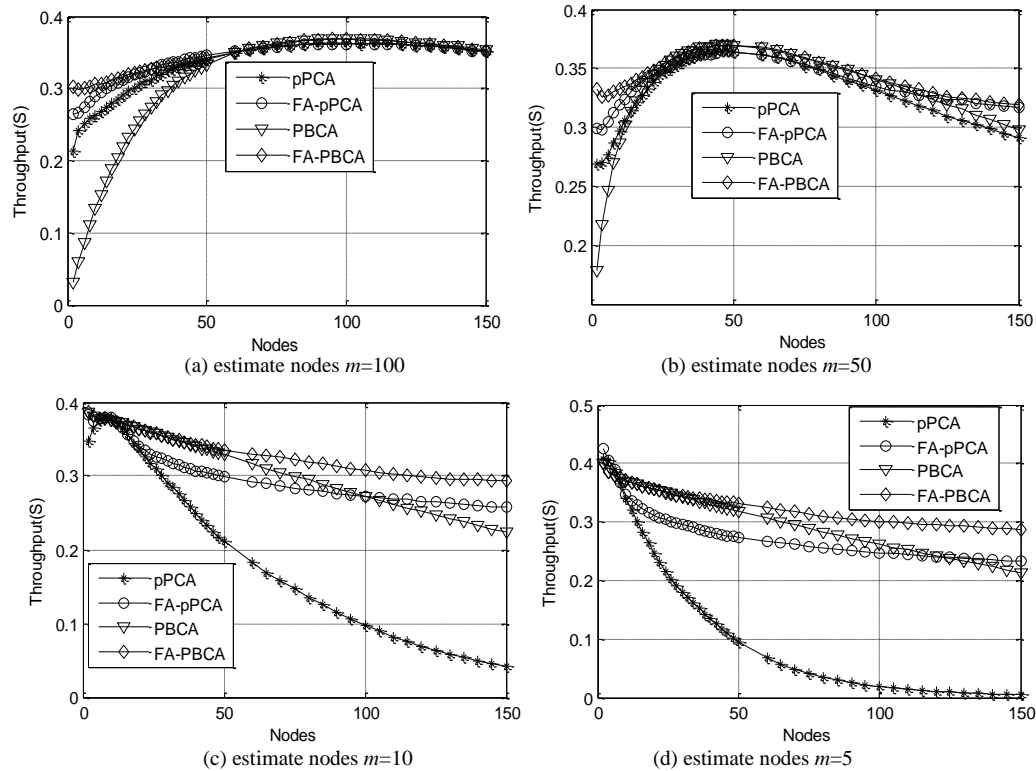 0.4
0.3
0.2
0.1
0
Throughput(S)
0
50
100
150
Nodes
pPCA
FA-pPCA
PBCA
FA-PBCA
(a) estimate nodes m=100
0.4
0.35
0.3
0.25
0.2
Throughput(S)
0
50
100
150
Nodes
pPCA
FA-pPCA
PBCA
FA-PBCA
(b) estimate nodes m=50
0.4
0.3
0.2
0.1
0
Throughput(S)
0
50
100
150
Nodes
pPCA
FA-pPCA
PBCA
FA-PBCA
(c) estimate nodes m=10
0.5
0.4
0.3
0.2
0.1
0
Throughput(S)
0
50
100
150
Nodes
pPCA
FA-pPCA
PBCA
FA-PBCA
(d) estimate nodes m=5